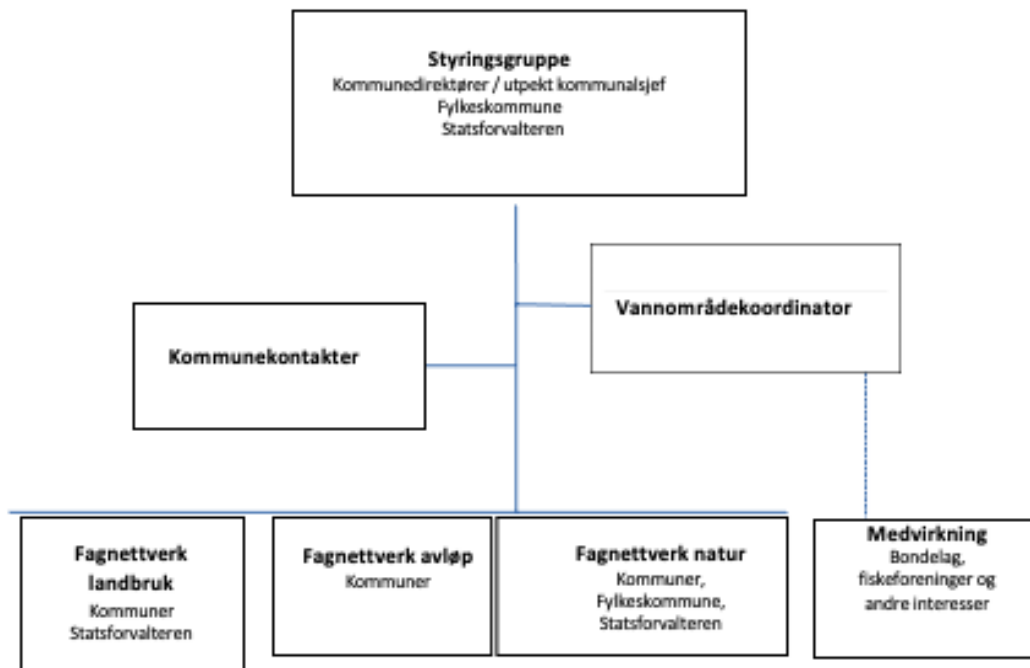 Styringsgruppe
Kommunedirektører / utpekt kommunalsjef
Fylkeskommune
Statsforvalteren
Vannområdekoordinator
Kommunekontakter
Fagnettverk
landbruk
Kommuner
Statsforvalteren
Fagnettverk avløp
Kommuner
Fagnettverk natur
Kommuner,
Fylkeskommune,
Statsforvalteren
Medvirkning
Bondelag,
fiskeforeninger og
andre interesser